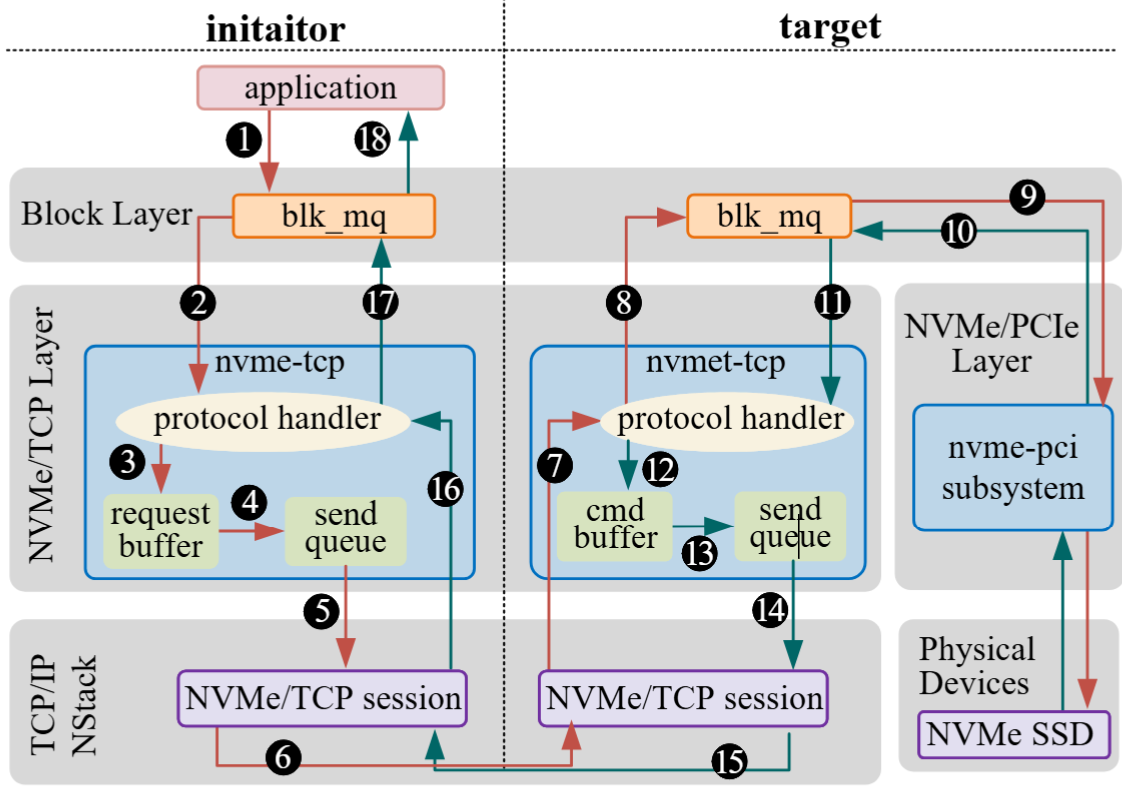 initaitor
target
application
1
18
Block Layer
blk_mq
blk_mq
9
10
2
17
8
11
NVMe/TCP Layer
nvme-tcp
protocol handler
3
4
16
request
buffer
send
queue
5
nvmet-tcp
protocol handler
7
12
cmd
buffer
13
send
queue
14
NVMe/PCIe
Layer
nvme-pci
subsystem
TCP/IP
NStack
NVMe/TCP session
NVMe/TCP session
6
15
Physical
Devices
NVMe SSD